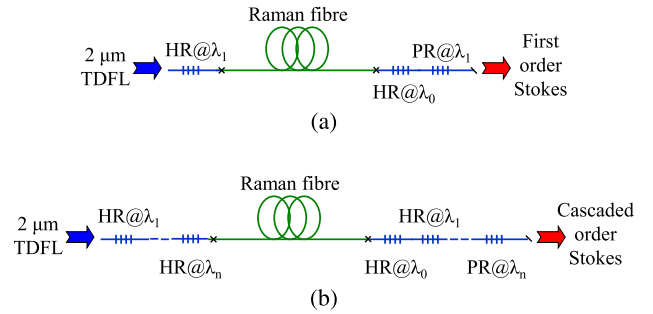 Raman fibre
2 μm
TDFL
HR@λ1
PR@λ1
HR@λ0
First
order
Stokes
(a)
Raman fibre
2 μm
TDFL
HR@λ1
HR@λn
HR@λ1
HR@λ0
PR@λn
Cascaded
order
Stokes
(b)